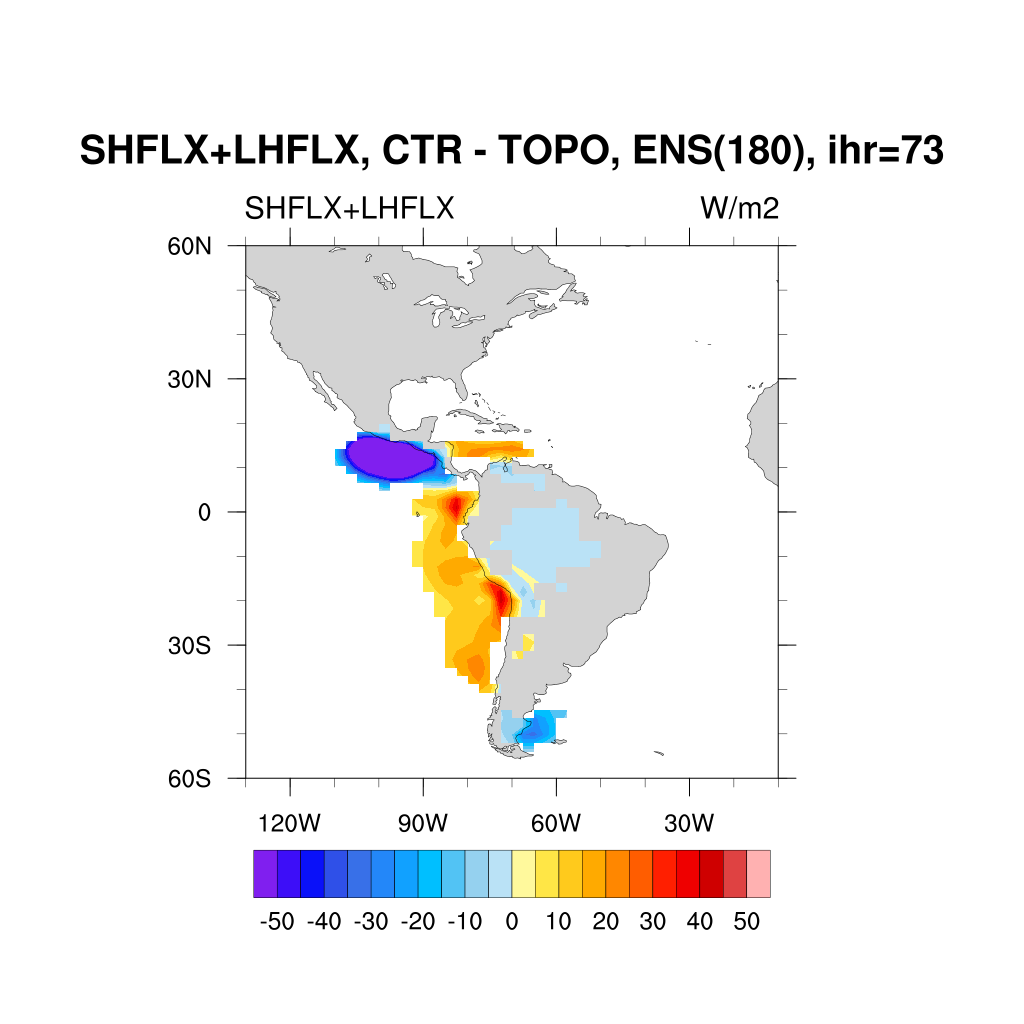 SHFLX+LHFLX, CTR - TOPO, ENS(180), ihr=73
SHFLX+LHFLX W/m2
60N
30N
0
30S
60S
120W 90W 60W 30W
-50 -40 -30 -20 -10 0 10 20 30 40 50